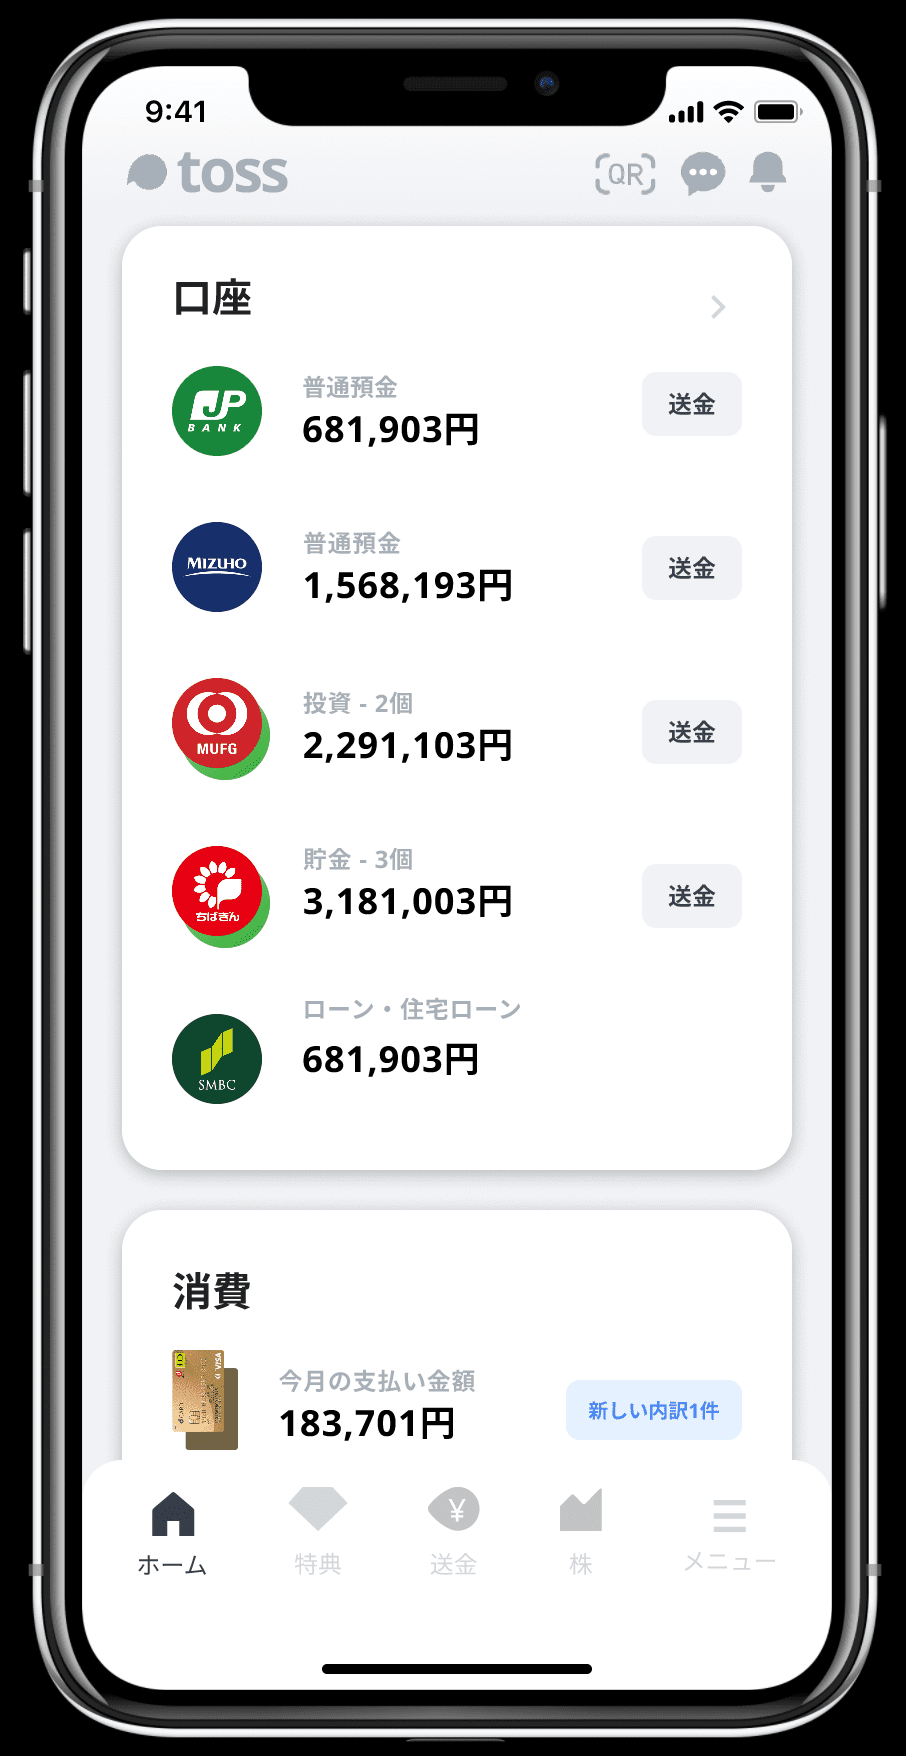 9:41
toss
QR
口座
JP
BANK
普通預金
681,903円
送金
MIZUHO
普通預金
1,568,193円
送金
MUFG
投資 - 2個
2,291,103円
送金
ちばぎん
貯金 - 3個
3,181,003円
送金
SMBC
ローン・住宅ローン
681,903円
消費
iD
VISA
今月の支払い金額
183,701円
新しい内訳1件
¥
ホーム
特典
送金
株
メニュー